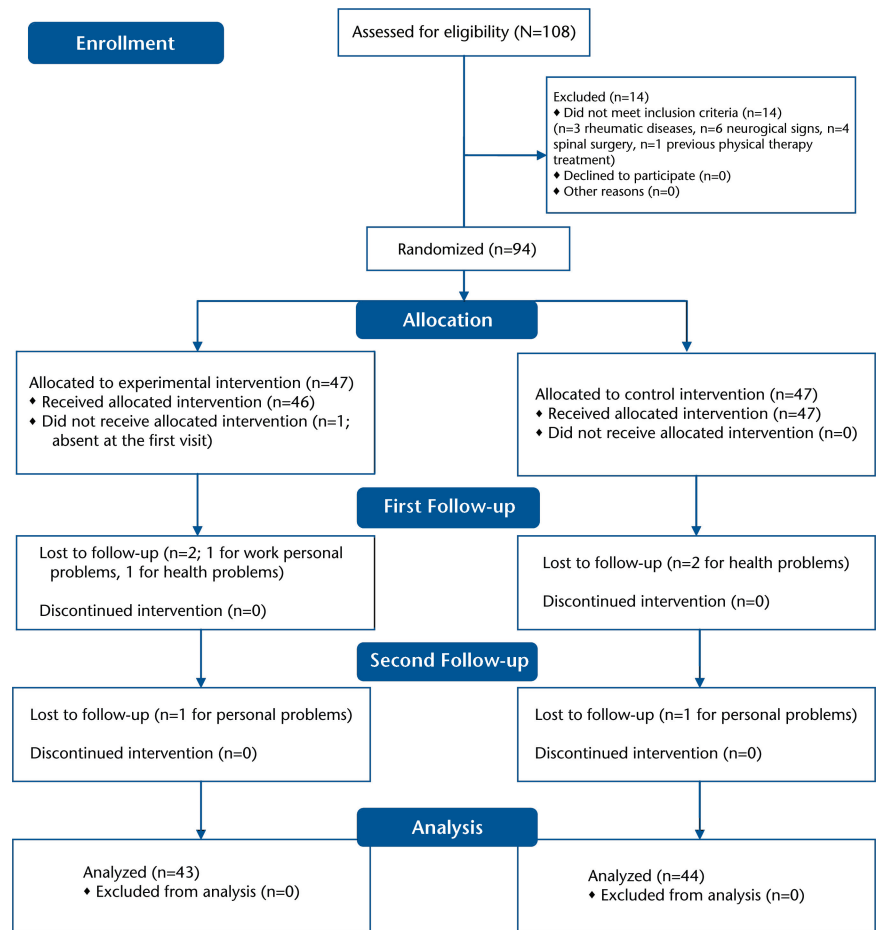 Enrollment
Assessed for eligibility (N=108)
Excluded (n=14)
♦ Did not meet inclusion criteria (n=14)
(n=3 rheumatic diseases, n=6 neurogical signs, n=4
spinal surgery, n=1 previous physical therapy
treatment)
♦ Declined to participate (n=0)
♦ Other reasons (n=0)
Randomized (n=94)
Allocation
Allocated to experimental intervention (n=47)
♦ Received allocated intervention (n=46)
♦ Did not receive allocated intervention (n=1;
absent at the first visit)
Allocated to control intervention (n=47)
♦ Received allocated intervention (n=47)
♦ Did not receive allocated intervention (n=0)
First Follow-up
Lost to follow-up (n=2; 1 for work personal
problems, 1 for health problems)
Discontinued intervention (n=0)
Lost to follow-up (n=2 for health problems)
Discontinued intervention (n=0)
Second Follow-up
Lost to follow-up (n=1 for personal problems)
Discontinued intervention (n=0)
Lost to follow-up (n=1 for personal problems)
Discontinued intervention (n=0)
Analysis
Analyzed (n=43)
♦ Excluded from analysis (n=0)
Analyzed (n=44)
♦ Excluded from analysis (n=0)